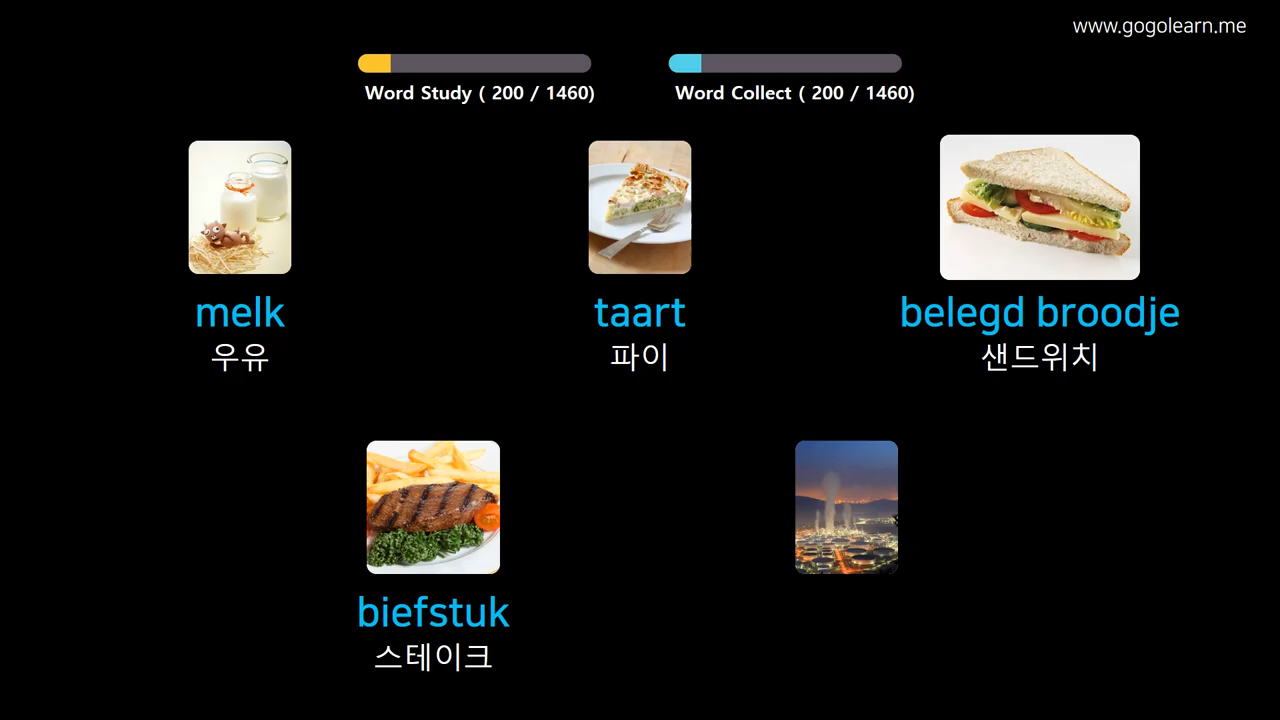 www.gogolearn.me
Word Study ( 200 / 1460)
Word Collect ( 200 / 1460)
melk
우유
taart
파이
belegd broodje
샌드위치
biefstuk
스테이크